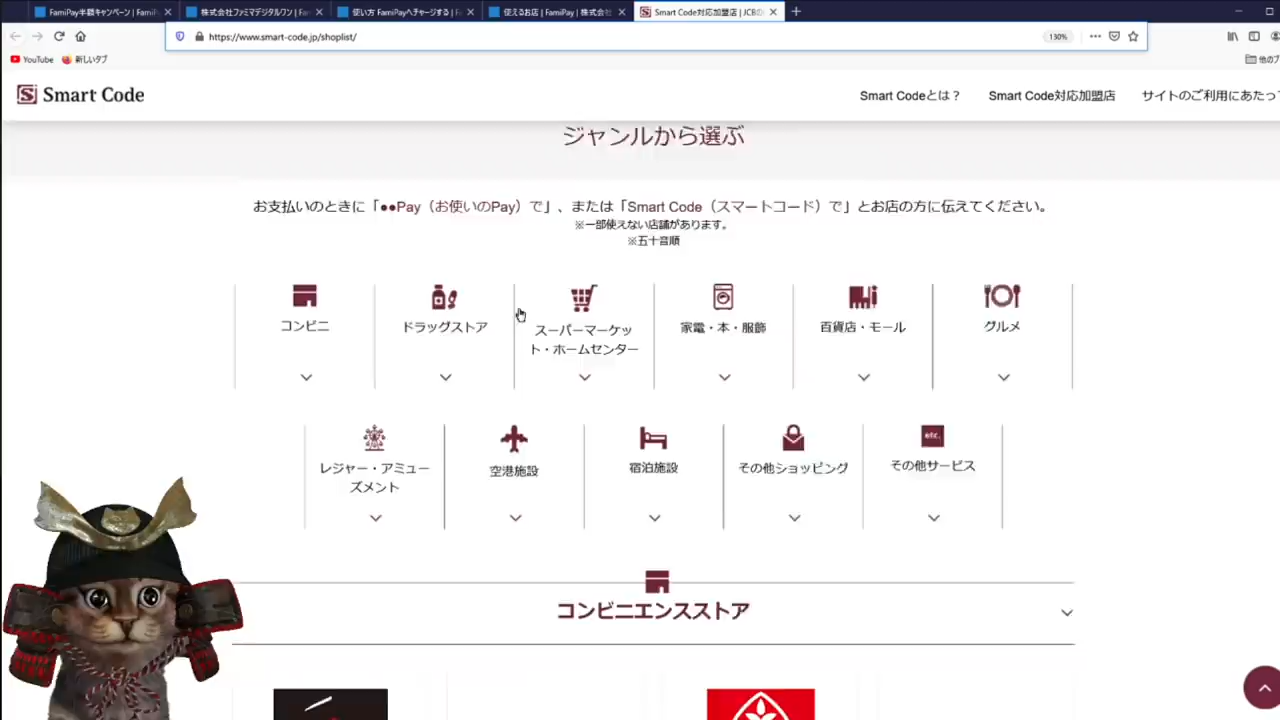 FamiPay半額キャンペーン | FamiF
株式会社ファミマデジタルワン | Fam
使い方 FamiPayへチャージする | F
使えるお店 | FamiPay | 株式会社
Smart Code対応加盟店 | JCBの
https://www.smart-code.jp/shoplist/
130%
YouTube
新しいタブ
他のブ
Smart Code
Smart Codeとは？
Smart Code対応加盟店
サイトのご利用にあたっ
ジャンルから選ぶ
お支払いのときに「●●Pay（お使いのPay）で」、または「Smart Code（スマートコード）で」とお店の方に伝えてください。
※一部使えない店舗があります。
※五十音順
コンビニ
ドラッグストア
スーパーマーケッ
ト・ホームセンター
家電・本・服飾
百貨店・モール
グルメ
レジャー・アミュー
ズメント
空港施設
宿泊施設
その他ショッピング
etc.
その他サービス
コンビニエンスストア